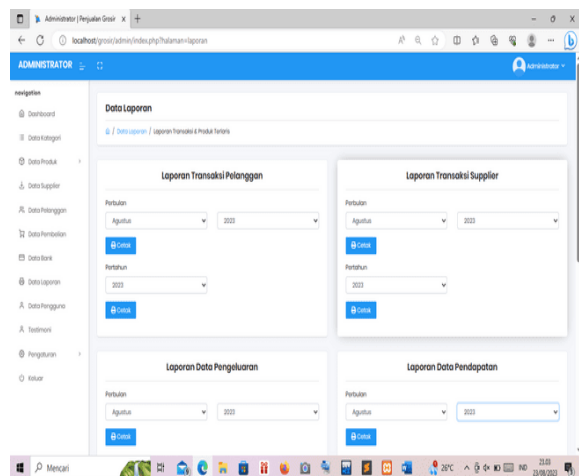 Administrator | Penjualan Grosir
localhost/grosir/admin/index.php?halaman=laporan
ADMINISTRATOR
Administrator
navigation
Dashboard
Data Kategori
Data Produk
Data Supplier
Data Pelanggan
Data Pembelian
Data Bank
Data Laporan
Data Pengguna
Testimoni
Pengaturan
Keluar
Data Laporan
/ Data Laporan / Laporan Transaksi & Produk Terlaris
Laporan Transaksi Pelanggan
Perbulan
Agustus 2023
Cetak
Pertahun
2023
Cetak
Laporan Transaksi Supplier
Perbulan
Agustus 2023
Cetak
Pertahun
2023
Cetak
Laporan Data Pengeluaran
Perbulan
Agustus 2023
Cetak
Laporan Data Pendapatan
Perbulan
Agustus 2023
Cetak
Mencari
26°C
IND
23.03
23/08/2023